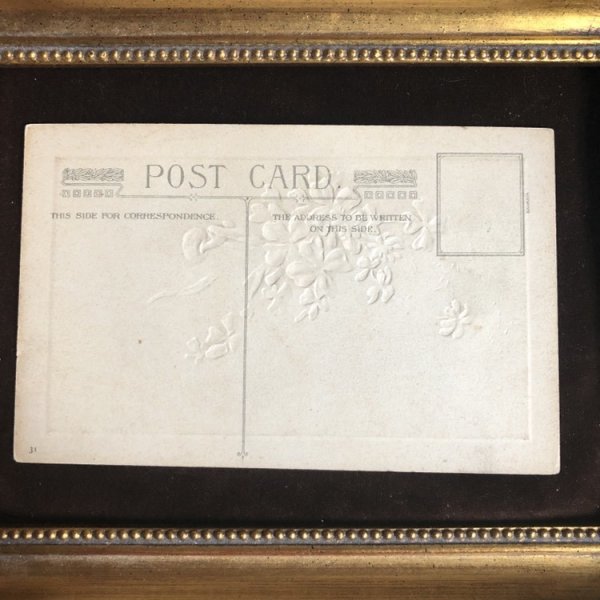 POST CARD.
THIS SIDE FOR CORRESPONDENCE.
THE ADDRESS TO BE WRITTEN
ON THIS SIDE.
31